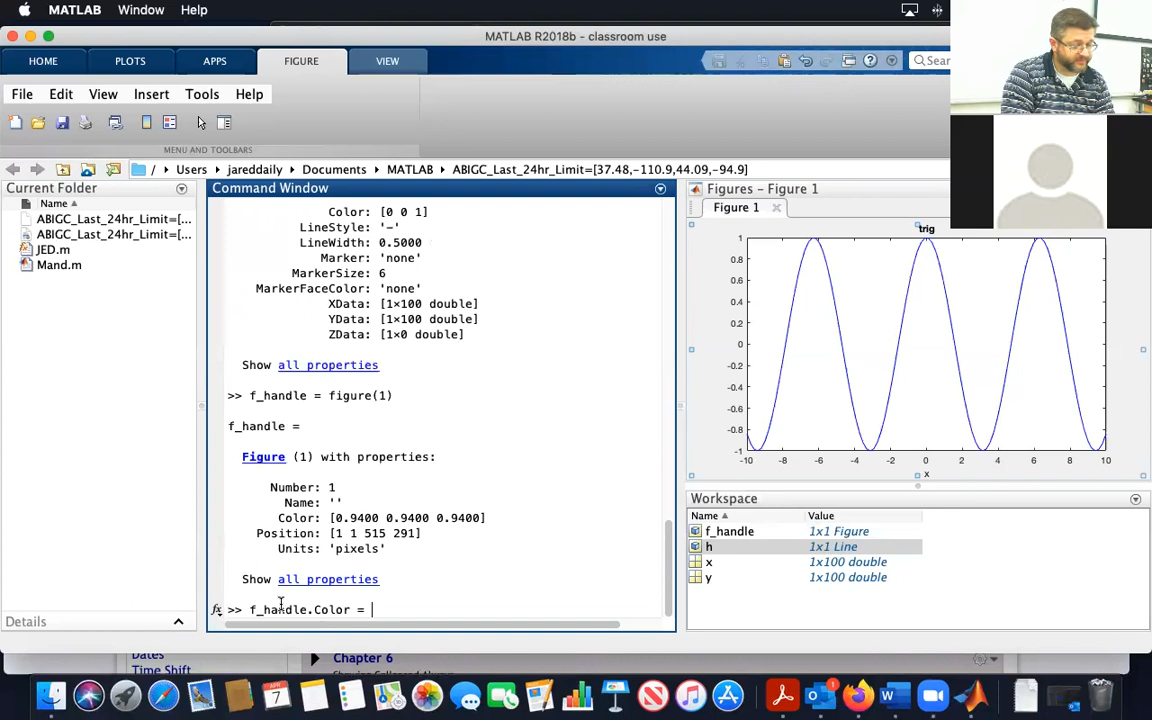 MATLAB Window Help
MATLAB R2018b - classroom use
HOME PLOTS APPS FIGURE VIEW
Sear
File Edit View Insert Tools Help
MENU AND TOOLBARS
/ Users jareddaily Documents MATLAB ABIGC_Last_24hr_Limit=[37.48,-110.9,44.09,-94.9]
Current Folder
Name
ABIGC_Last_24hr_Limit=[...
ABIGC_Last_24hr_Limit=[...
JED.m
Mand.m
Details
Command Window
Color: [0 0 1]
LineStyle: '-'
LineWidth: 0.5000
Marker: 'none'
MarkerSize: 6
MarkerFaceColor: 'none'
XData: [1×100 double]
YData: [1×100 double]
ZData: [1×0 double]
Show all properties
>> f_handle = figure(1)
f_handle =
Figure (1) with properties:
Number: 1
Name: ''
Color: [0.9400 0.9400 0.9400]
Position: [1 1 515 291]
Units: 'pixels'
Show all properties
fx >> f_handle.Color =
Figures - Figure 1
Figure 1
trig
1
0.8
0.6
0.4
0.2
0
-0.2
-0.4
-0.6
-0.8
-1
-10 -8 -6 -4 -2 0 2 4 6 8 10
x
Workspace
Name Value
f_handle 1x1 Figure
h 1x1 Line
x 1x100 double
y 1x100 double
Dates
Time Shift
Chapter 6
APR
7
1